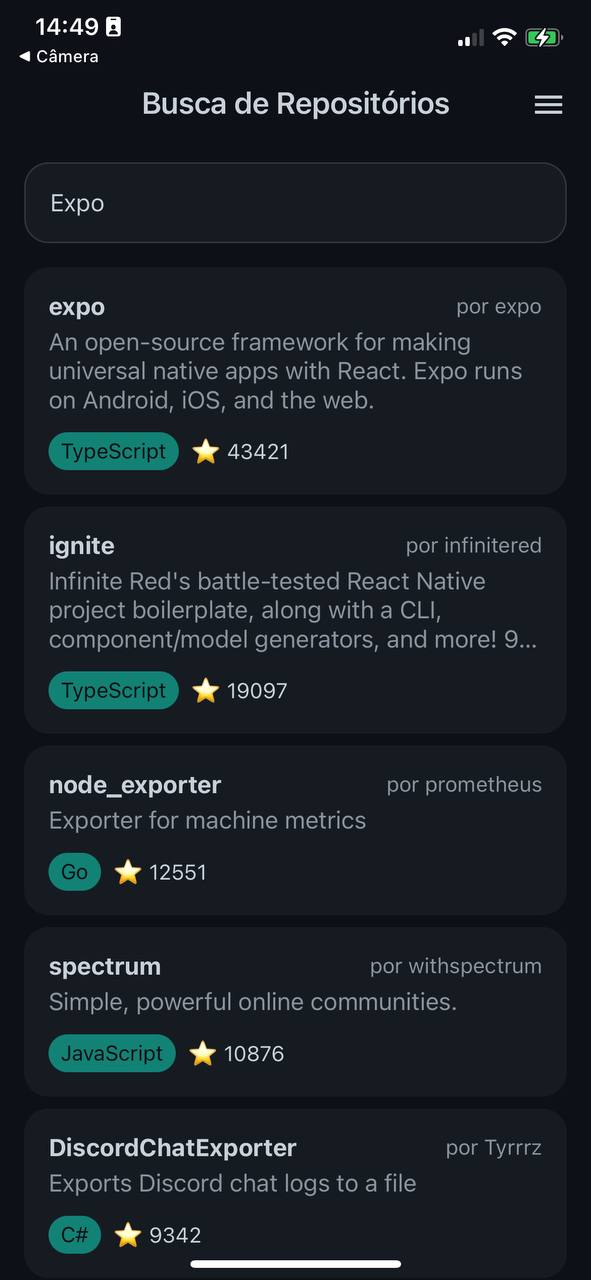 14:49
◀ Câmera
Busca de Repositórios
Expo
expo
por expo
An open-source framework for making
universal native apps with React. Expo runs
on Android, iOS, and the web.
TypeScript ⭐ 43421
ignite
por infinitered
Infinite Red's battle-tested React Native
project boilerplate, along with a CLI,
component/model generators, and more! 9...
TypeScript ⭐ 19097
node_exporter
por prometheus
Exporter for machine metrics
Go ⭐ 12551
spectrum
por withspectrum
Simple, powerful online communities.
JavaScript ⭐ 10876
DiscordChatExporter
por Tyrrrz
Exports Discord chat logs to a file
C# ⭐ 9342